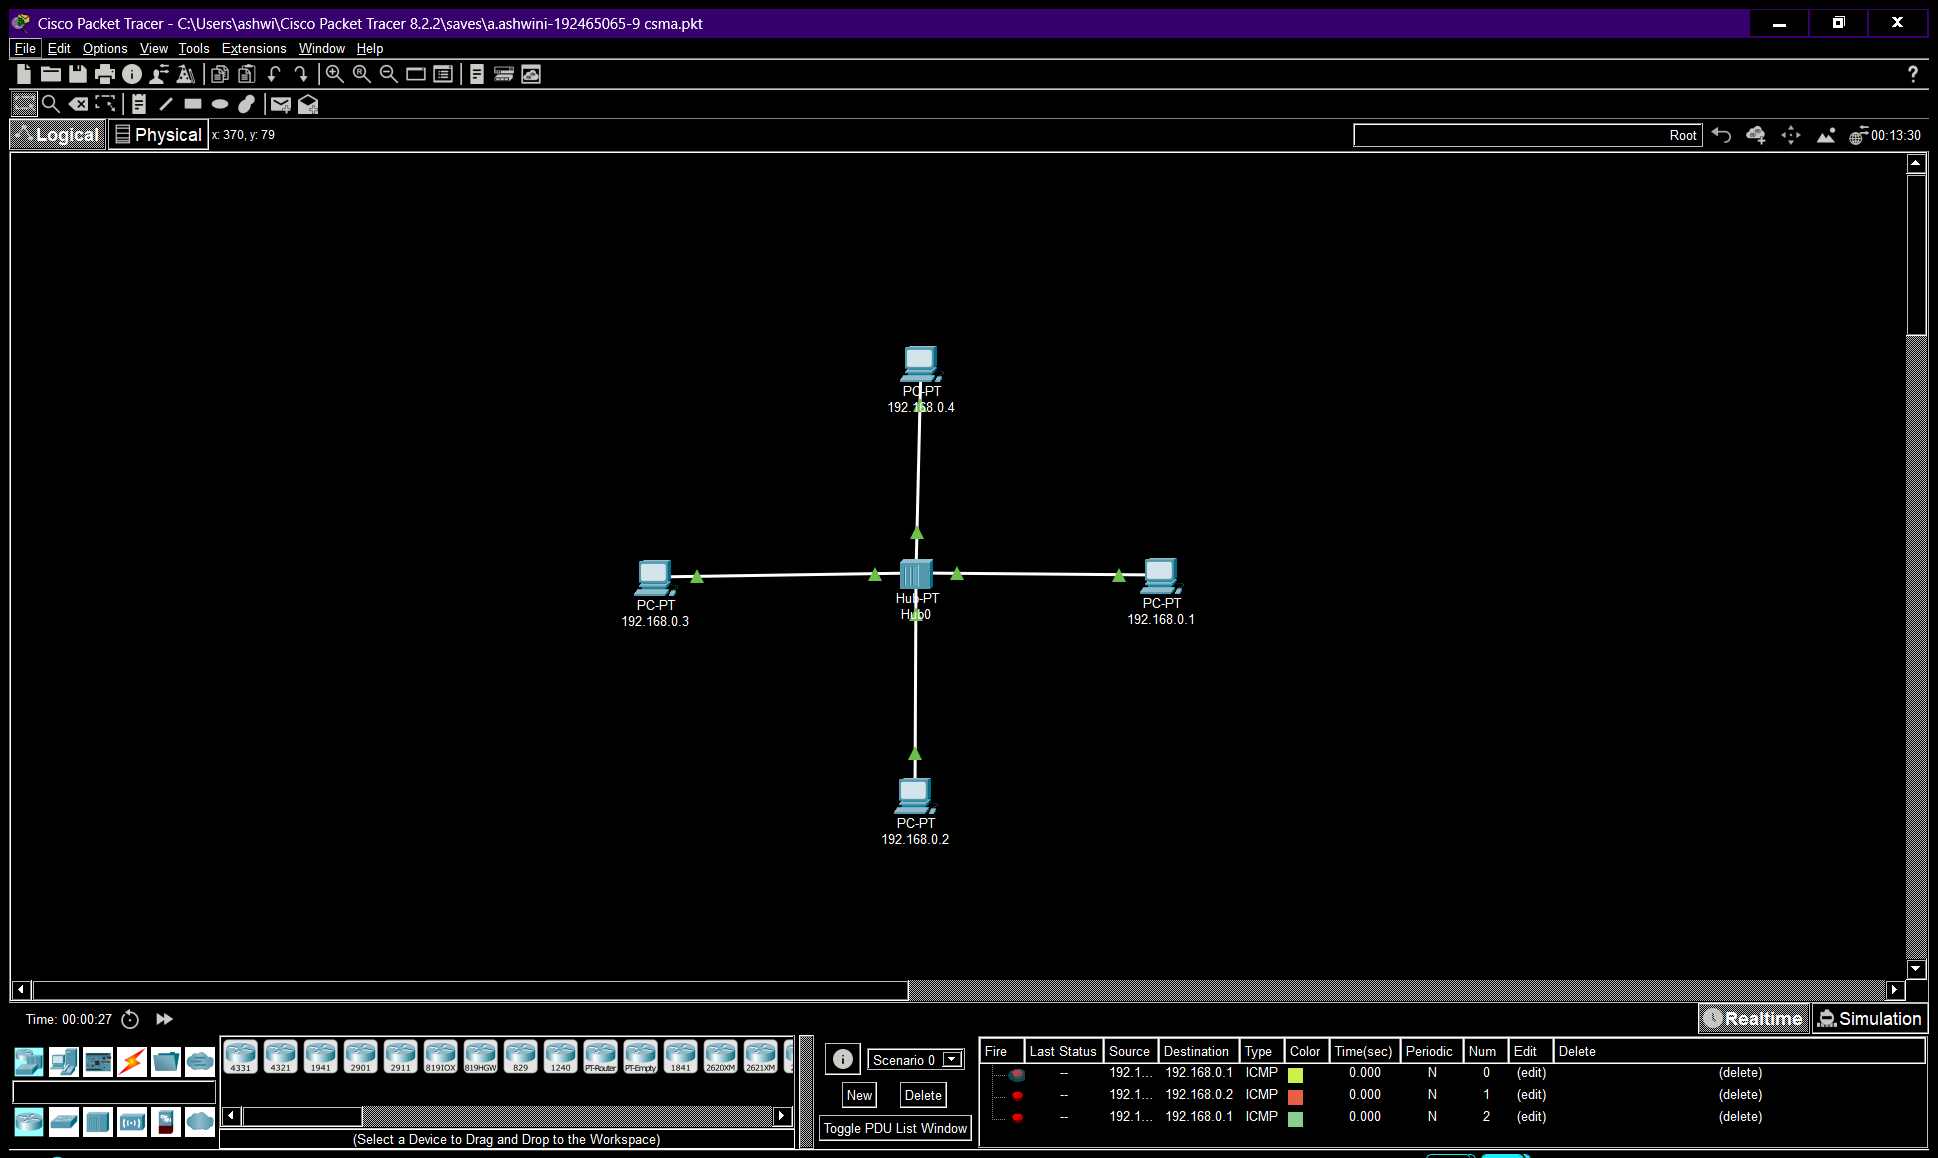 Cisco Packet Tracer - C:\Users\ashwi\Cisco Packet Tracer 8.2.2\saves\a.ashwini-192465065-9 csma.pkt
File Edit Options View Tools Extensions Window Help
?
Logical Physical x: 370, y: 79 Root 00:13:30
PC-PT
192.168.0.4
PC-PT
192.168.0.3
Hub-PT
Hub0
PC-PT
192.168.0.1
PC-PT
192.168.0.2
Time: 00:00:27 Realtime Simulation
4331 4321 1941 2901 2911 819IOX 819HGW 829 1240 PT-Router PT-Empty 1841 2620XM 2621XM
(Select a Device to Drag and Drop to the Workspace)
Scenario 0
New Delete
Toggle PDU List Window
Fire Last Status Source Destination Type Color Time(sec) Periodic Num Edit Delete
-- 192.1... 192.168.0.1 ICMP 0.000 N 0 (edit) (delete)
-- 192.1... 192.168.0.2 ICMP 0.000 N 1 (edit) (delete)
-- 192.1... 192.168.0.1 ICMP 0.000 N 2 (edit) (delete)